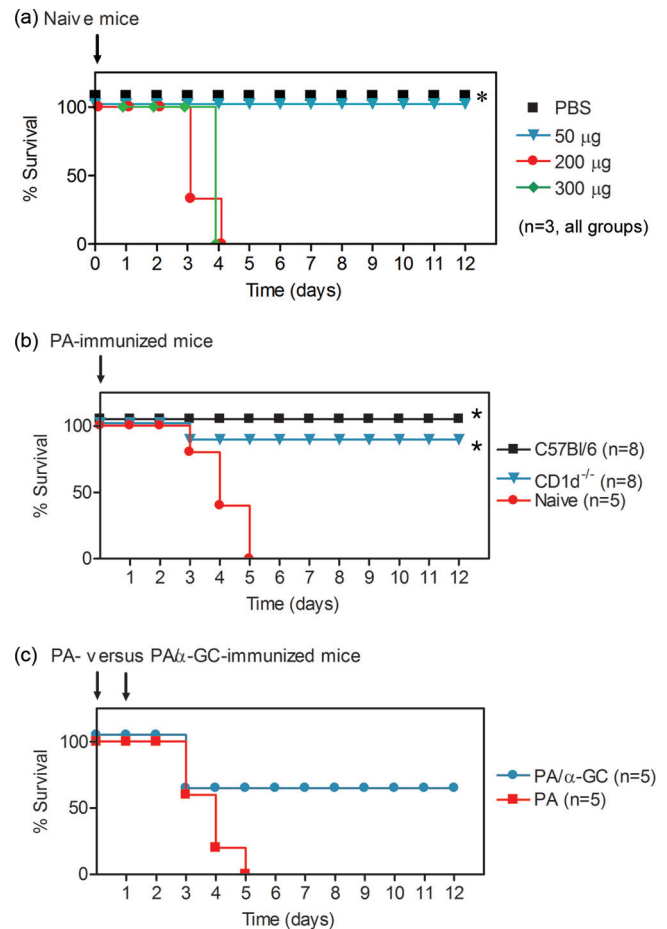 (a) Naive mice
% Survival
100
50
0
*
0 1 2 3 4 5 6 7 8 9 10 11 12
Time (days)
PBS
50 µg
200 µg
300 µg
(n=3, all groups)
(b) PA-immunized mice
% Survival
100
50
0
*
*
1 2 3 4 5 6 7 8 9 10 11 12
Time (days)
C57Bl/6 (n=8)
CD1d-/- (n=8)
Naive (n=5)
(c) PA- versus PA/α-GC-immunized mice
% Survival
100
50
0
1 2 3 4 5 6 7 8 9 10 11 12
Time (days)
PA/α-GC (n=5)
PA (n=5)